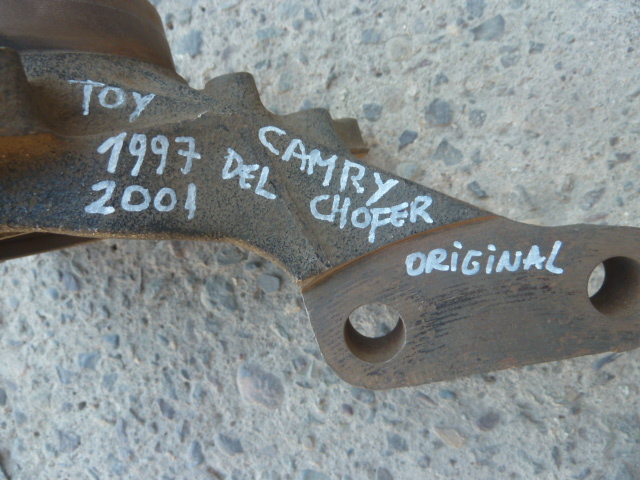 TOY CAMRY
1997 DEL CHOFER
2001
ORIGINAL